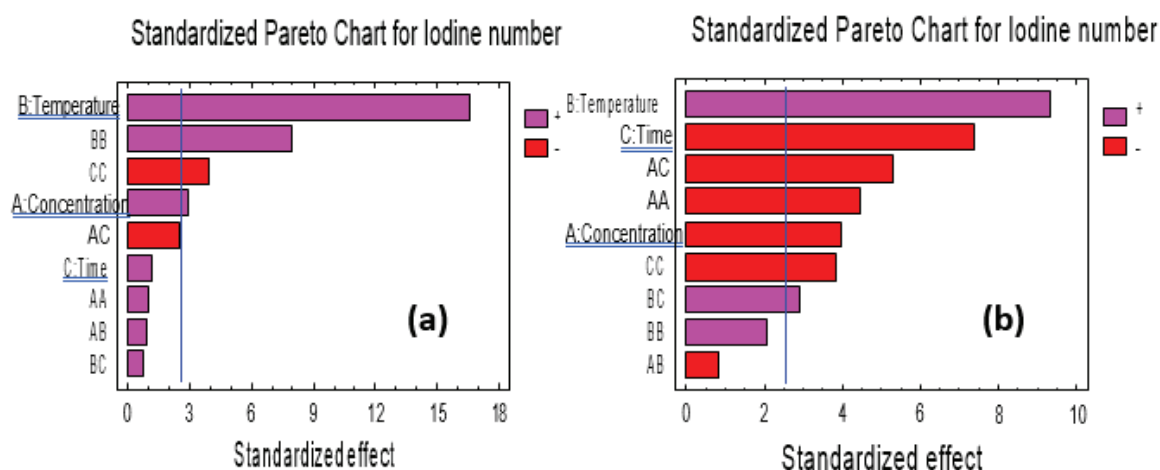 Standardized Pareto Chart for Iodine number
B:Temperature
BB
CC
A:Concentration
AC
C:Time
AA
AB
BC
+
-
(a)
0 3 6 9 12 15 18
Standardized effect
Standardized Pareto Chart for Iodine number
B:Temperature
C:Time
AC
AA
A:Concentration
CC
BC
BB
AB
+
-
(b)
0 2 4 6 8 10
Standardized effect